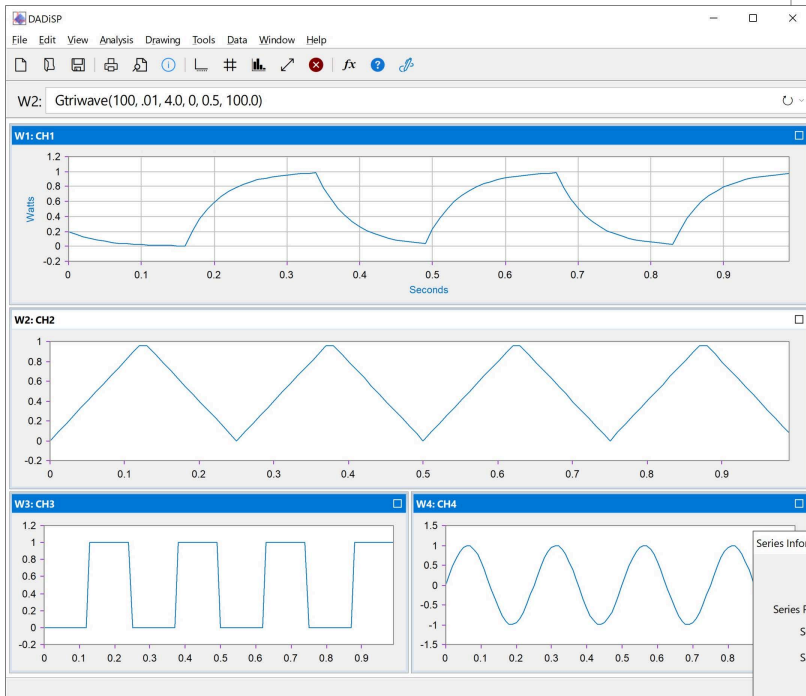 DADiSP
File Edit View Analysis Drawing Tools Data Window Help
fx
W2: Gtriwave(100, .01, 4.0, 0, 0.5, 100.0)
W1: CH1
1.2
1
0.8
0.6
0.4
0.2
0
-0.2
Watts
0 0.1 0.2 0.3 0.4 0.5 0.6 0.7 0.8 0.9
Seconds
W2: CH2
1
0.8
0.6
0.4
0.2
0
-0.2
0 0.1 0.2 0.3 0.4 0.5 0.6 0.7 0.8 0.9
W3: CH3
1.2
1
0.8
0.6
0.4
0.2
0
-0.2
0 0.1 0.2 0.3 0.4 0.5 0.6 0.7 0.8 0.9
W4: CH4
1.5
1
0.5
0
-0.5
-1
-1.5
0 0.1 0.2 0.3 0.4 0.5 0.6 0.7 0.8
Series Infor
Series F
S
S